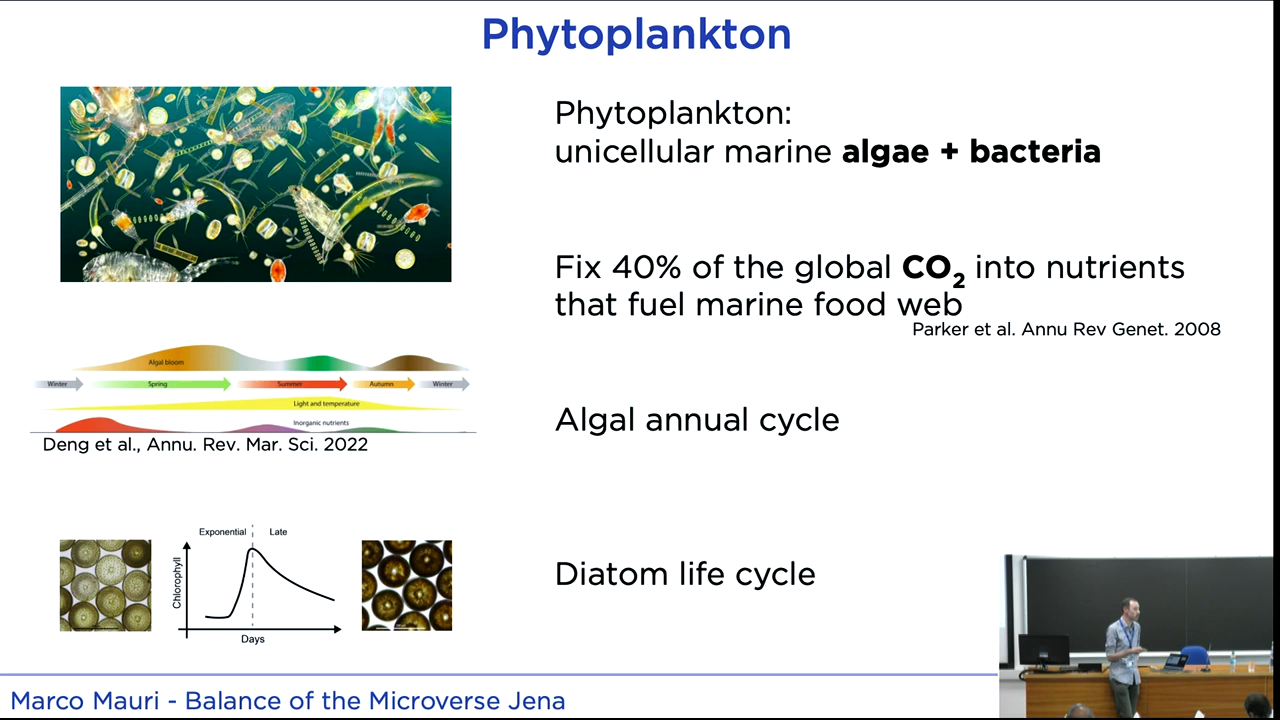 Phytoplankton
Phytoplankton:
unicellular marine algae + bacteria
Fix 40% of the global CO₂ into nutrients
that fuel marine food web
Parker et al. Annu Rev Genet. 2008
Algal bloom
Winter
Spring
Summer
Autumn
Winter
Light and temperature
Inorganic nutrients
Deng et al., Annu. Rev. Mar. Sci. 2022
Algal annual cycle
Exponential
Late
Chlorophyll
Days
Diatom life cycle
Marco Mauri - Balance of the Microverse Jena